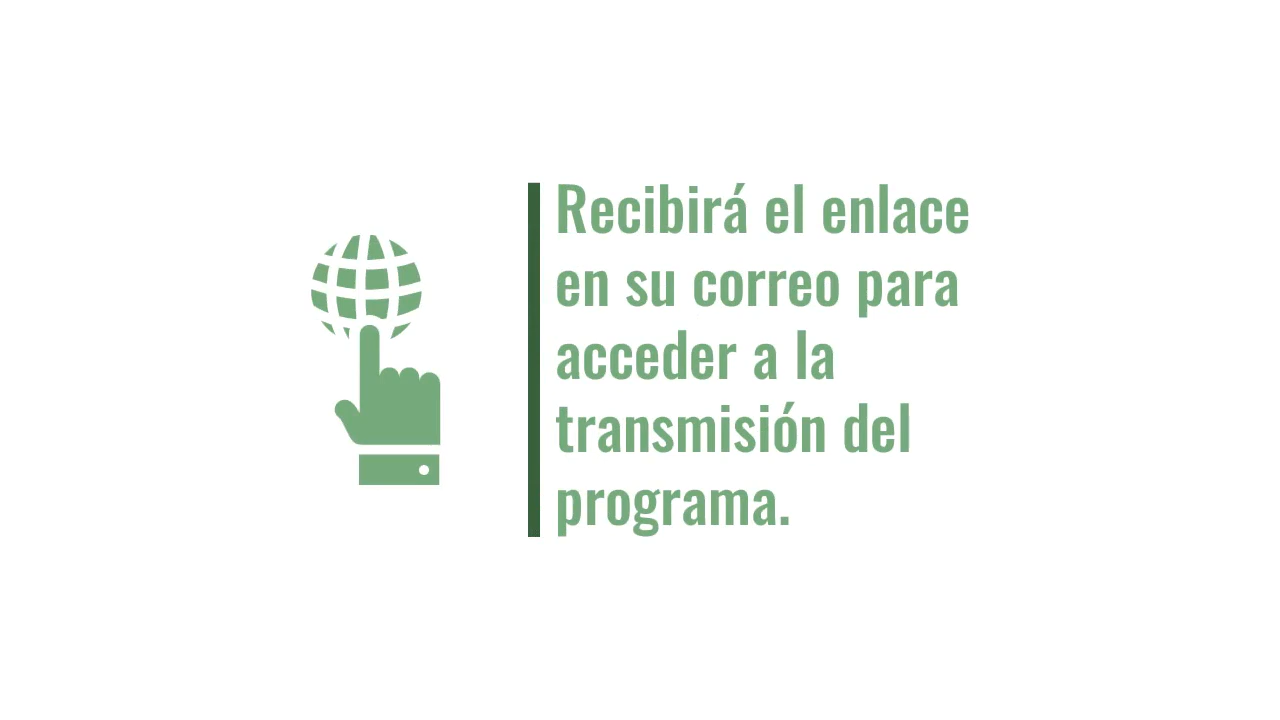 Recibirá el enlace
en su correo para
acceder a la
transmisión del
programa.